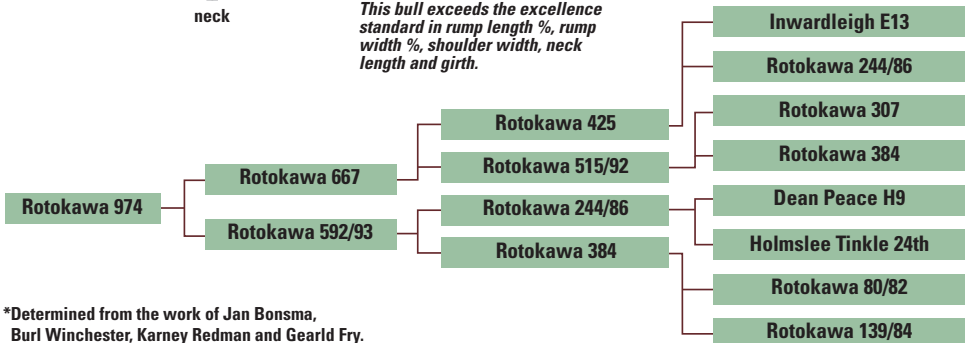 neck
This bull exceeds the excellence
standard in rump length %, rump
width %, shoulder width, neck
length and girth.
Inwardleigh E13
Rotokawa 244/86
Rotokawa 425
Rotokawa 307
Rotokawa 515/92
Rotokawa 384
Rotokawa 667
Rotokawa 974
Rotokawa 592/93
Rotokawa 244/86
Dean Peace H9
Rotokawa 384
Holmslee Tinkle 24th
Rotokawa 80/82
Rotokawa 139/84
*Determined from the work of Jan Bonsma,
Burl Winchester, Karney Redman and Gearld Fry.